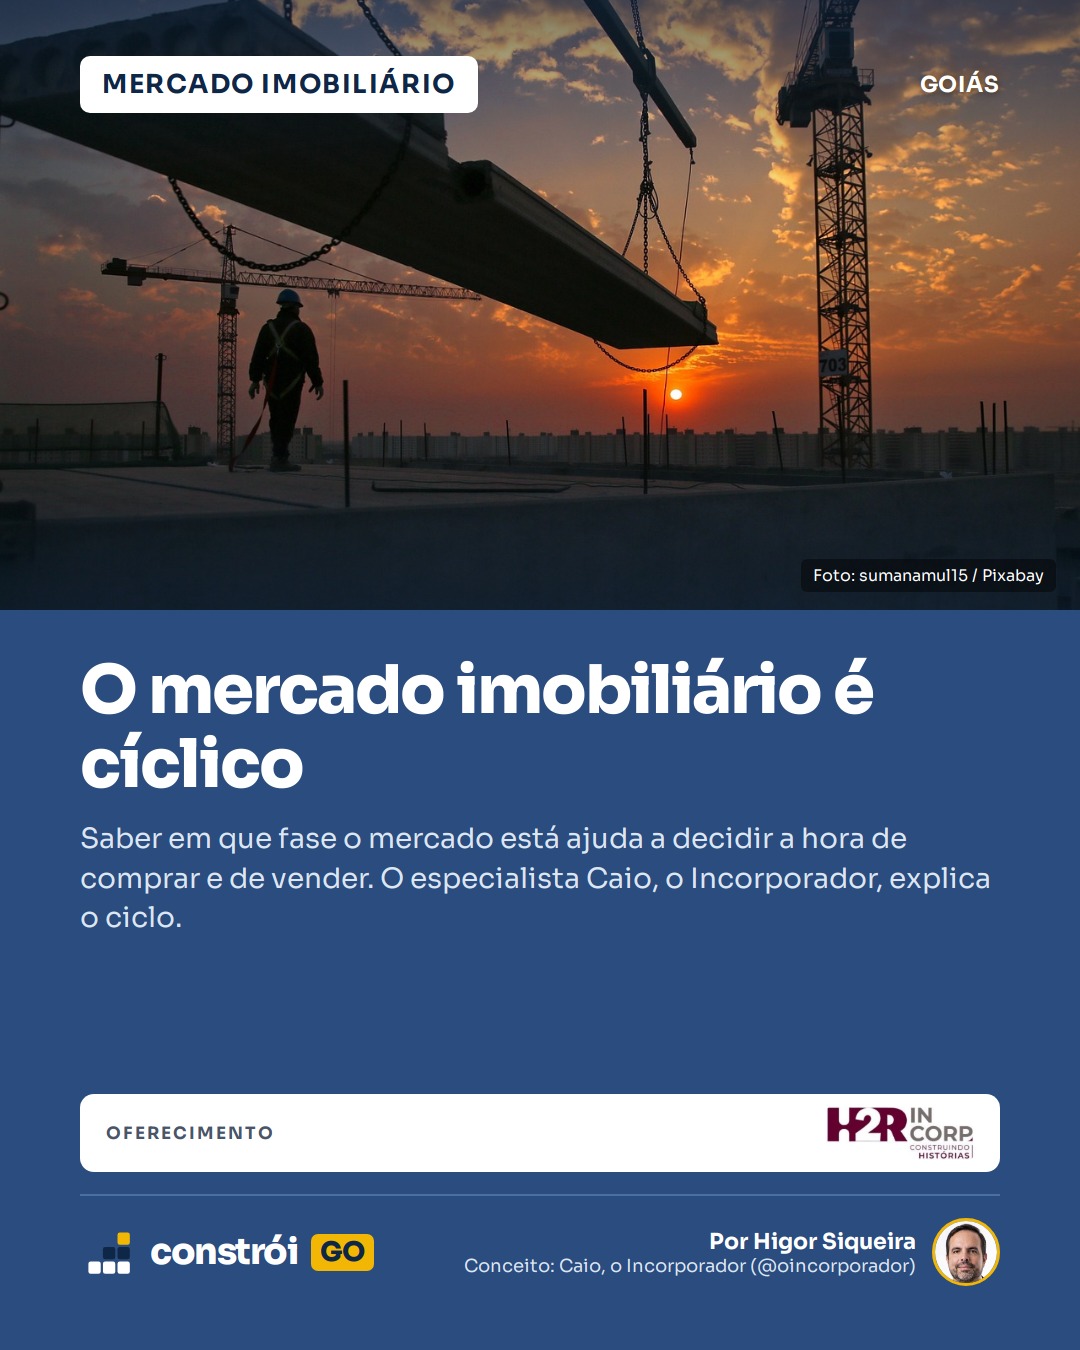 MERCADO IMOBILIÁRIO
GOIÁS
703
Foto: sumanamul15 / Pixabay
O mercado imobiliário é
cíclico
Saber em que fase o mercado está ajuda a decidir a hora de
comprar e de vender. O especialista Caio, o Incorporador, explica
o ciclo.
OFERECIMENTO
H2R IN
CORP.
CONSTRUINDO
HISTÓRIAS
constrói GO
Por Higor Siqueira
Conceito: Caio, o Incorporador (@oincorporador)